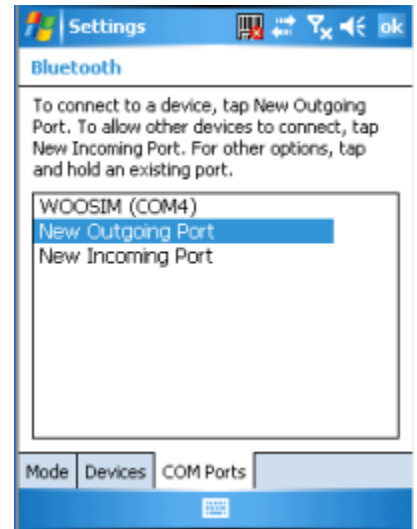 Settings
ok
Bluetooth
To connect to a device, tap New Outgoing
Port. To allow other devices to connect, tap
New Incoming Port. For other options, tap
and hold an existing port.
WOOSIM (COM4)
New Outgoing Port
New Incoming Port
Mode Devices COM Ports